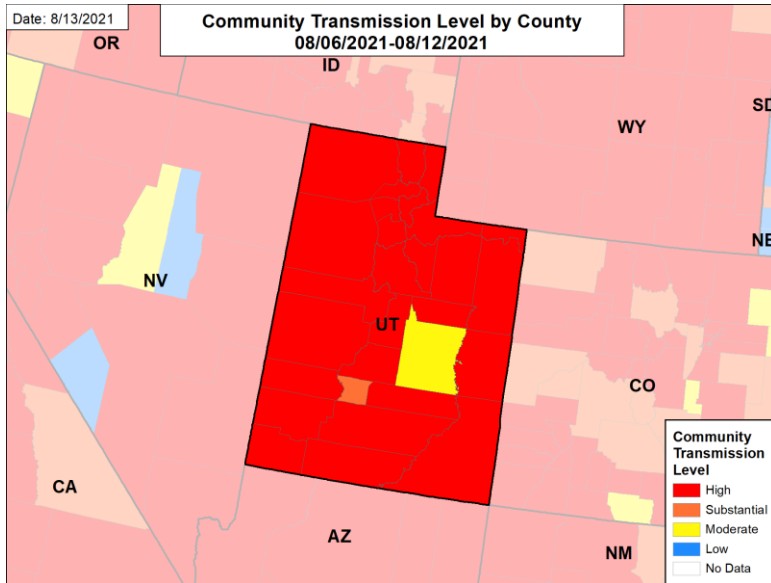 Date: 8/13/2021
Community Transmission Level by County
08/06/2021-08/12/2021
OR
ID
WY
SD
NE
NV
UT
CO
CA
AZ
NM
Community
Transmission
Level
High
Substantial
Moderate
Low
No Data